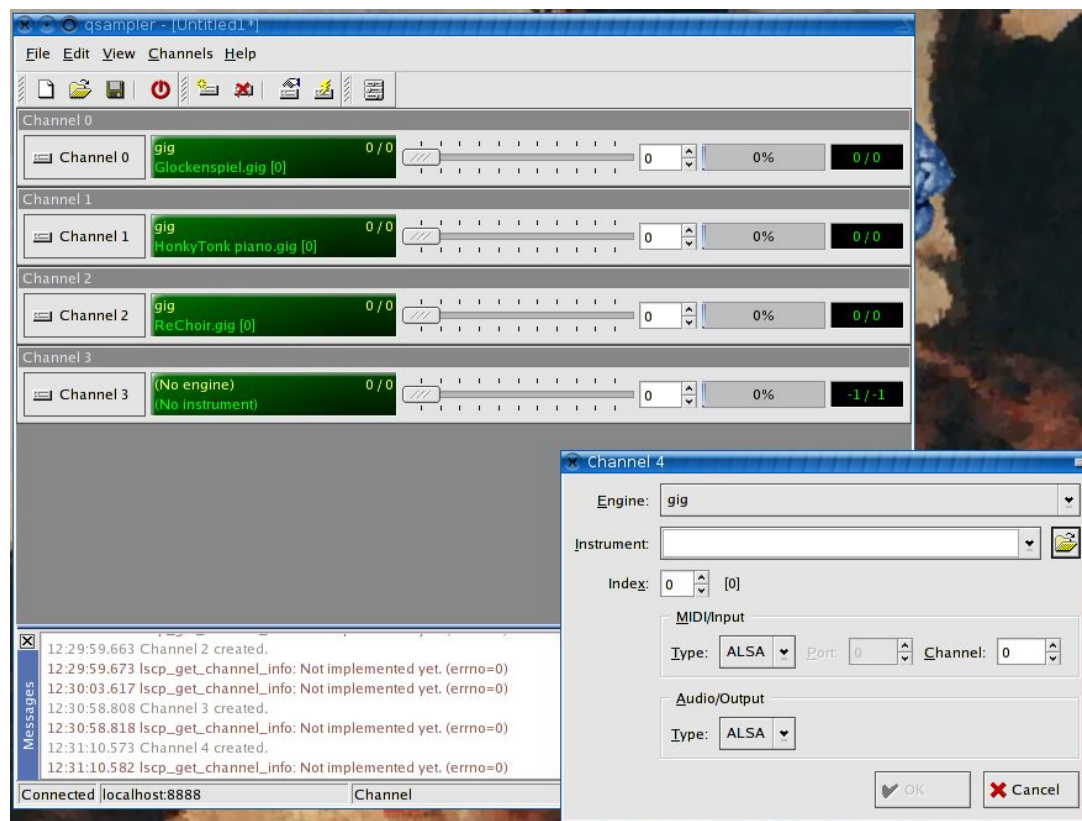 qsampler - [Untitled1*]
File Edit View Channels Help
Channel 0
Channel 0
gig 0 / 0
Glockenspiel.gig [0]
0
0%
0 / 0
Channel 1
Channel 1
gig 0 / 0
HonkyTonk piano.gig [0]
0
0%
0 / 0
Channel 2
Channel 2
gig 0 / 0
ReChoir.gig [0]
0
0%
0 / 0
Channel 3
Channel 3
(No engine) 0 / 0
(No instrument)
0
0%
-1 / -1
Messages
12:29:59.663 Channel 2 created.
12:29:59.673 lscp_get_channel_info: Not implemented yet. (errno=0)
12:30:03.617 lscp_get_channel_info: Not implemented yet. (errno=0)
12:30:58.808 Channel 3 created.
12:30:58.818 lscp_get_channel_info: Not implemented yet. (errno=0)
12:31:10.573 Channel 4 created.
12:31:10.582 lscp_get_channel_info: Not implemented yet. (errno=0)
Connected localhost:8888 Channel
Channel 4
Engine: gig
Instrument:
Index: 0 [0]
MIDI/Input
Type: ALSA Port: 0 Channel: 0
Audio/Output
Type: ALSA
OK Cancel